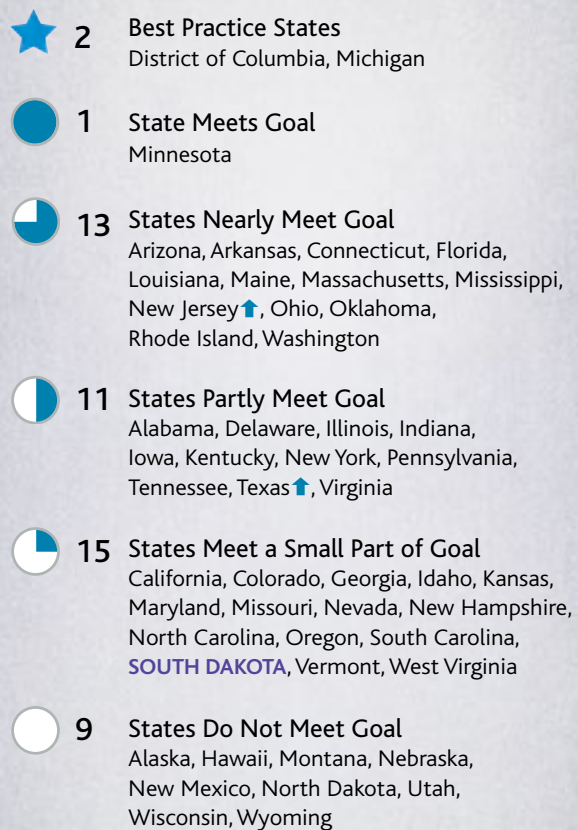 2 Best Practice States
District of Columbia, Michigan
1 State Meets Goal
Minnesota
13 States Nearly Meet Goal
Arizona, Arkansas, Connecticut, Florida,
Louisiana, Maine, Massachusetts, Mississippi,
New Jersey⬆, Ohio, Oklahoma,
Rhode Island, Washington
11 States Partly Meet Goal
Alabama, Delaware, Illinois, Indiana,
Iowa, Kentucky, New York, Pennsylvania,
Tennessee, Texas⬆, Virginia
15 States Meet a Small Part of Goal
California, Colorado, Georgia, Idaho, Kansas,
Maryland, Missouri, Nevada, New Hampshire,
North Carolina, Oregon, South Carolina,
SOUTH DAKOTA, Vermont, West Virginia
9 States Do Not Meet Goal
Alaska, Hawaii, Montana, Nebraska,
New Mexico, North Dakota, Utah,
Wisconsin, Wyoming